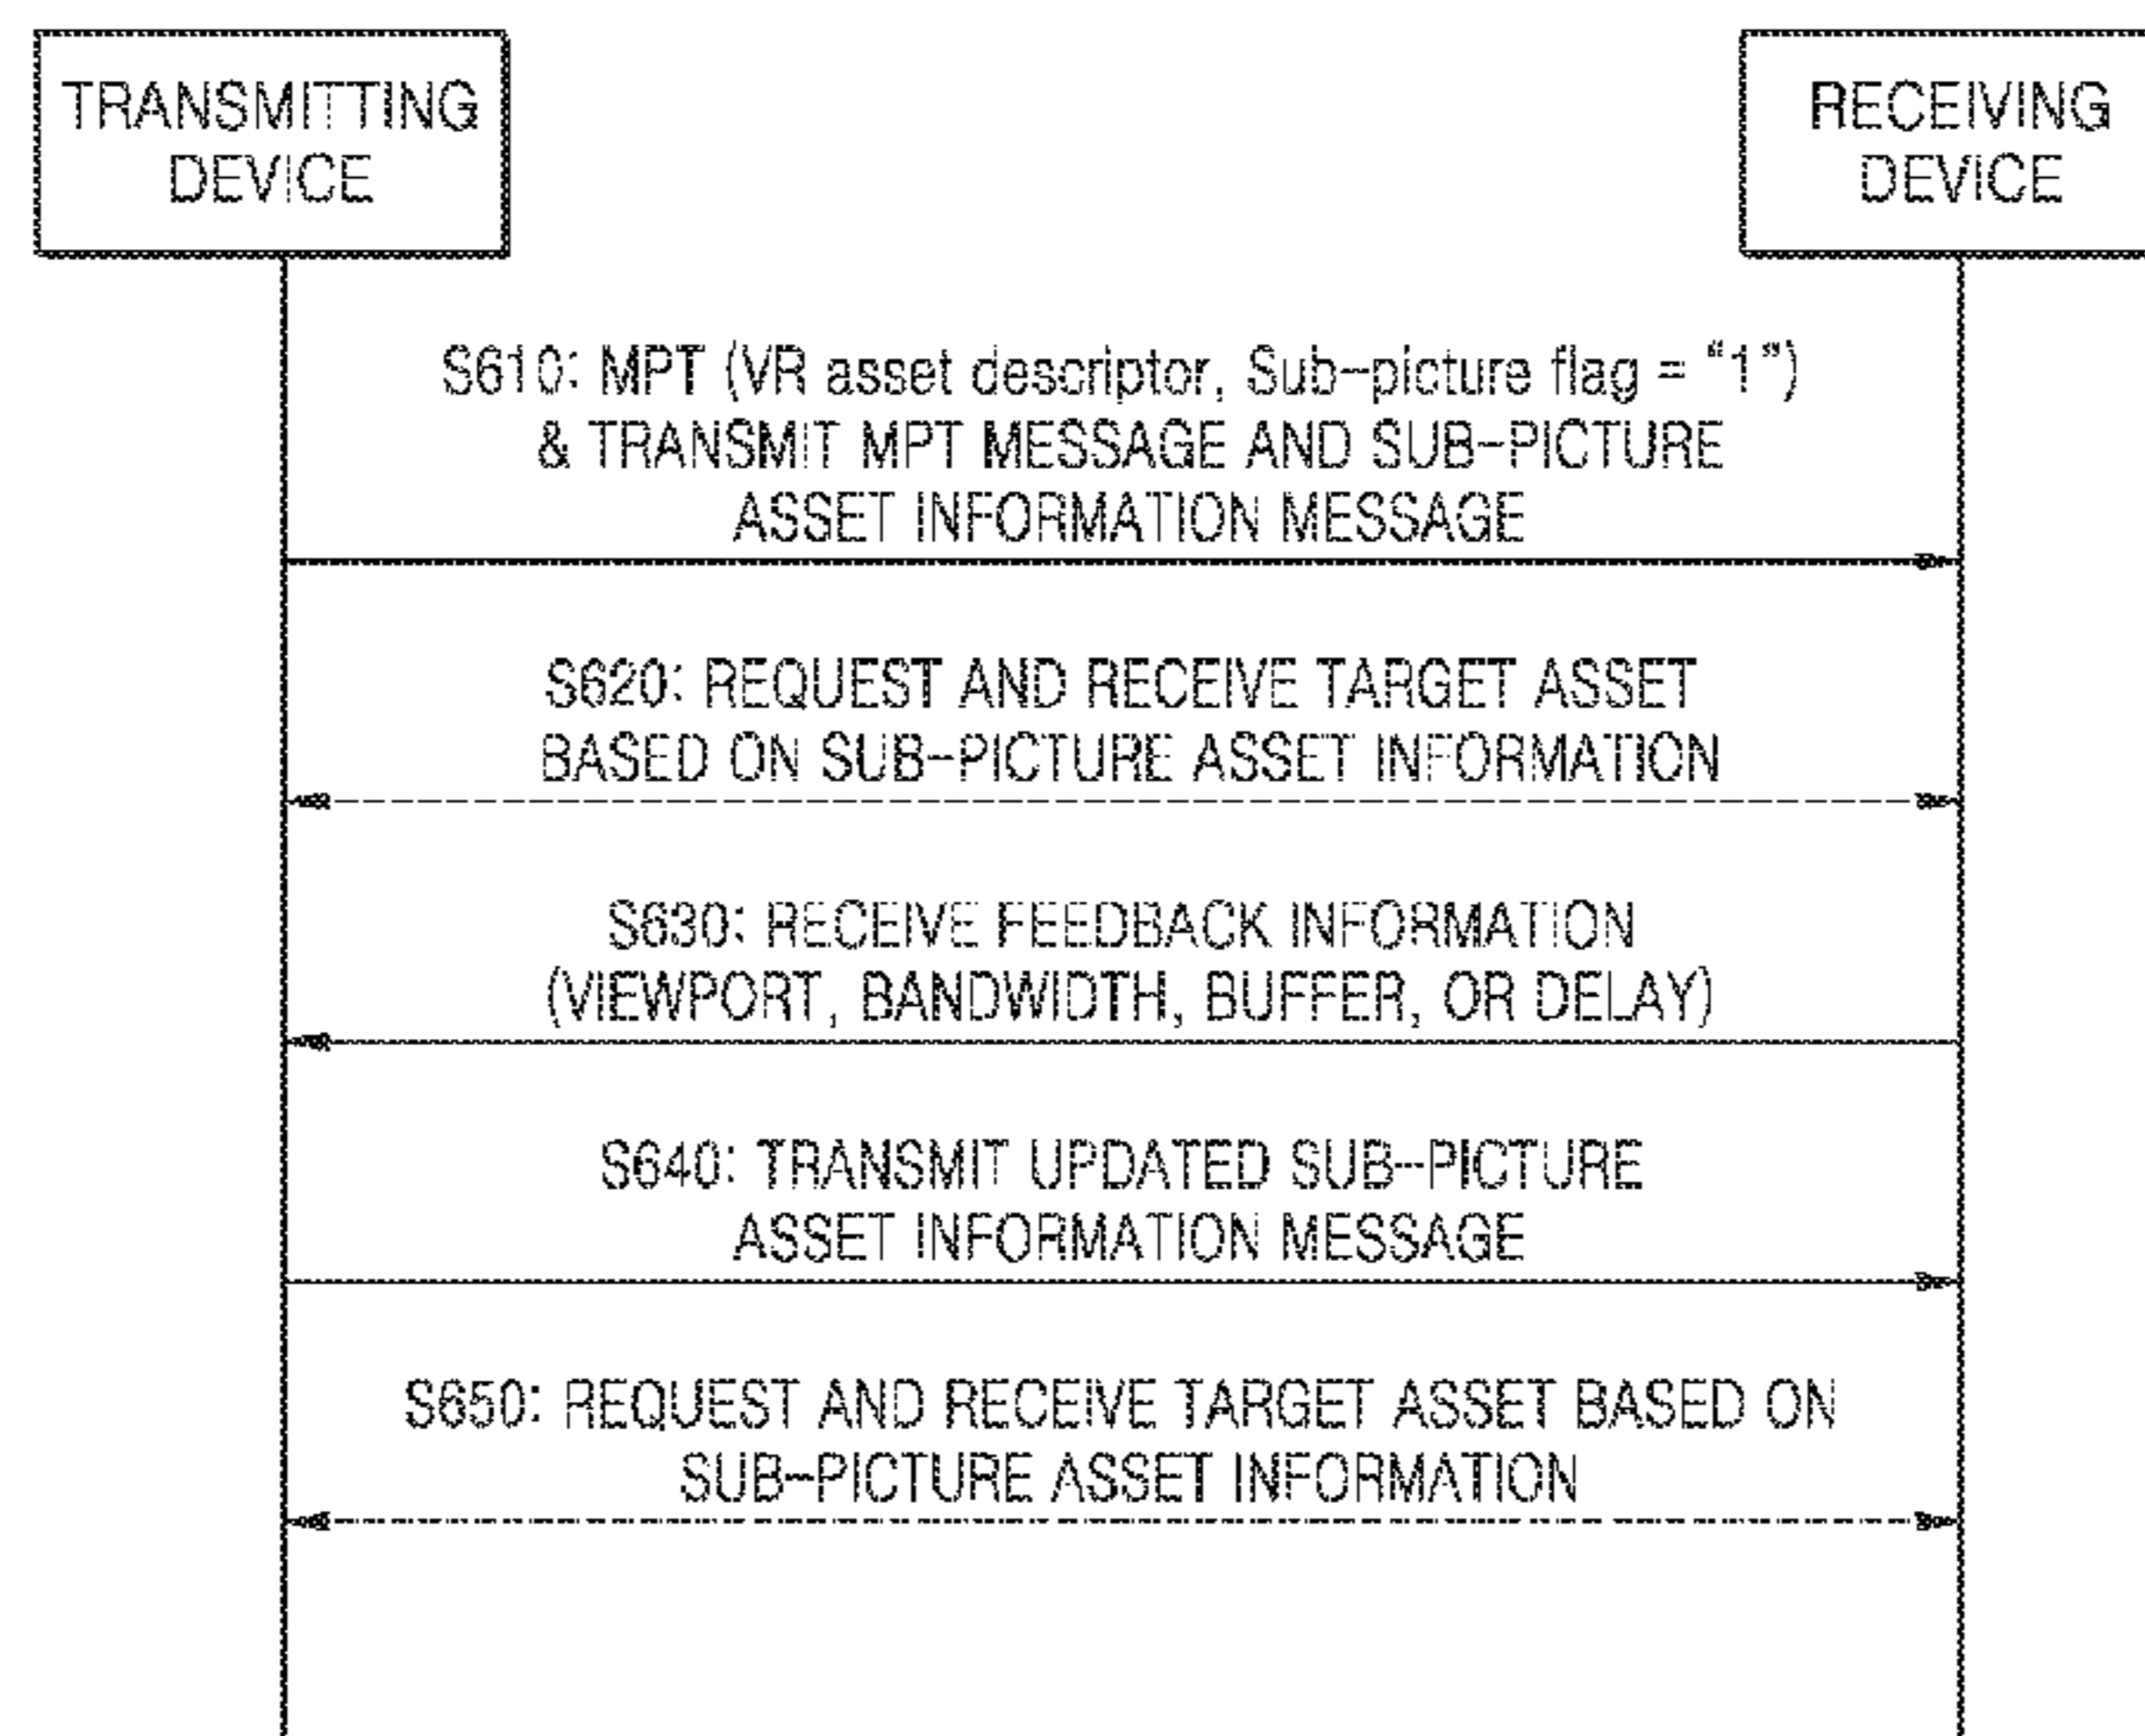 TRANSMITTING
DEVICE
RECEIVING
DEVICE
S610: MPT (VR asset descriptor, Sub-picture flag = “1”)
& TRANSMIT MPT MESSAGE AND SUB-PICTURE
ASSET INFORMATION MESSAGE
S620: REQUEST AND RECEIVE TARGET ASSET
BASED ON SUB-PICTURE ASSET INFORMATION
S630: RECEIVE FEEDBACK INFORMATION
(VIEWPORT, BANDWIDTH, BUFFER, OR DELAY)
S640: TRANSMIT UPDATED SUB-PICTURE
ASSET INFORMATION MESSAGE
S650: REQUEST AND RECEIVE TARGET ASSET BASED ON
SUB-PICTURE ASSET INFORMATION